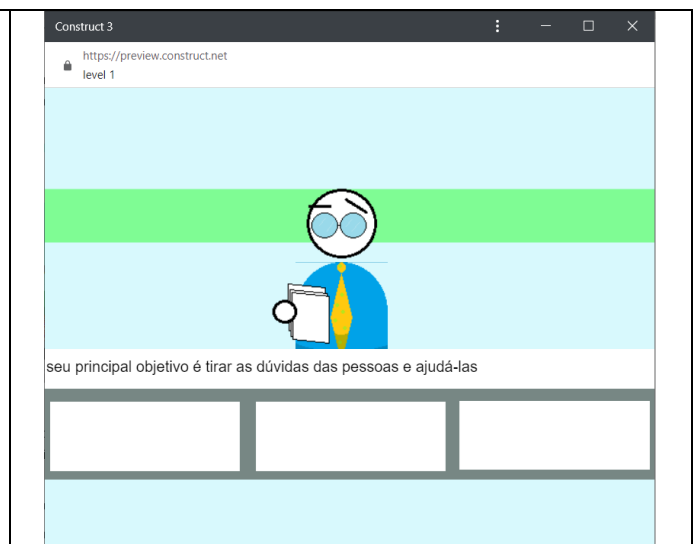 Construct 3
https://preview.construct.net
level 1
seu principal objetivo é tirar as dúvidas das pessoas e ajudá-las